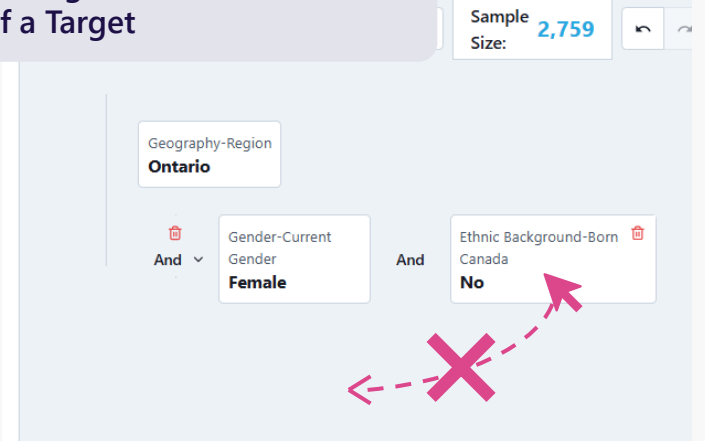 f a Target
Sample
Size:
2,759
Geography-Region
Ontario
And
Gender-Current
Gender
Female
And
Ethnic Background-Born
Canada
No